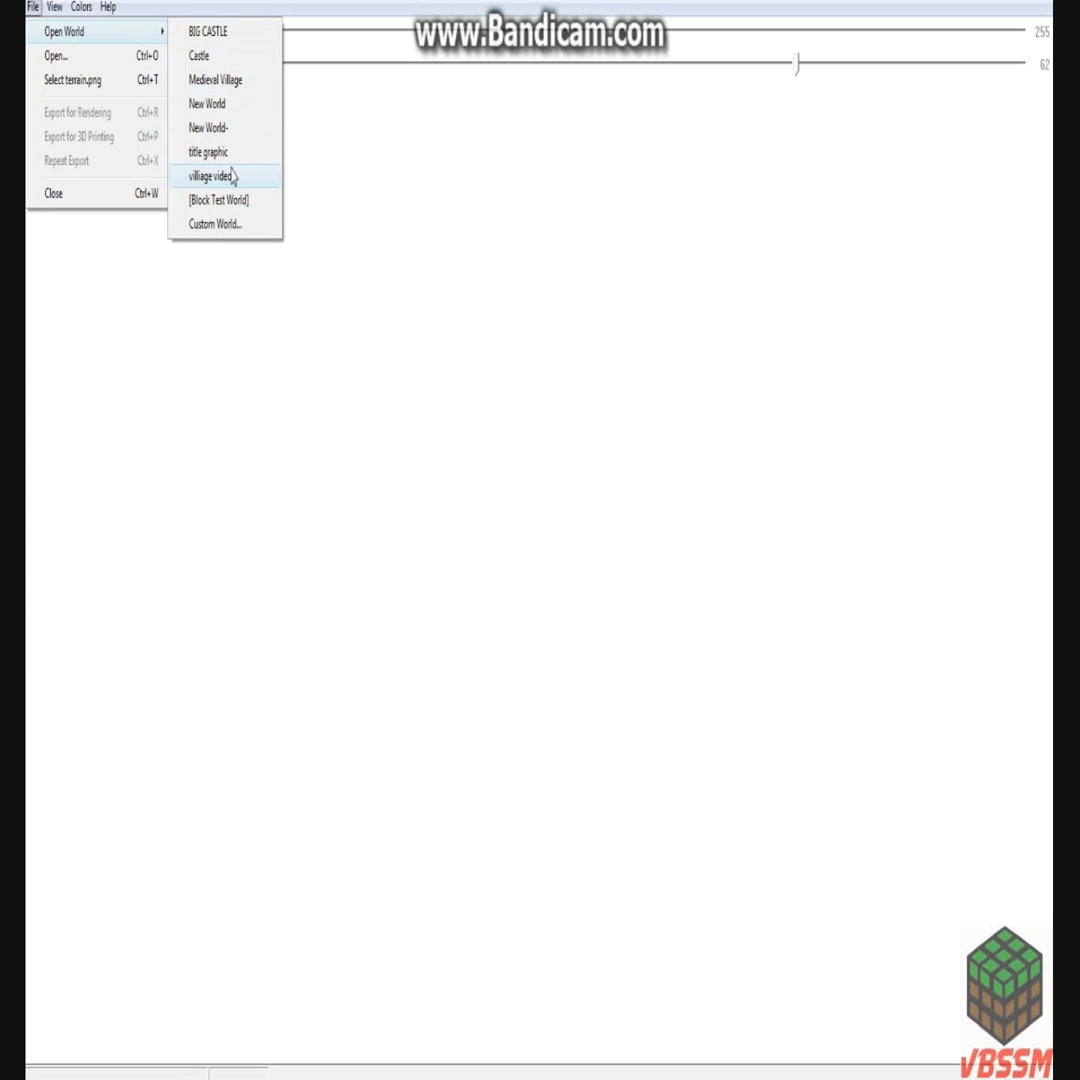 File View Colors Help
www.Bandicam.com
Open World
Open... Ctrl+O
Select terrain.png Ctrl+T
Export for Rendering Ctrl+R
Export for 3D Printing Ctrl+P
Repeat Export Ctrl+X
Close Ctrl+W
BIG CASTLE
Castle
Medieval Village
New World
New World-
title graphic
villiage video
[Block Test World]
Custom World...
255
62
VBSSM